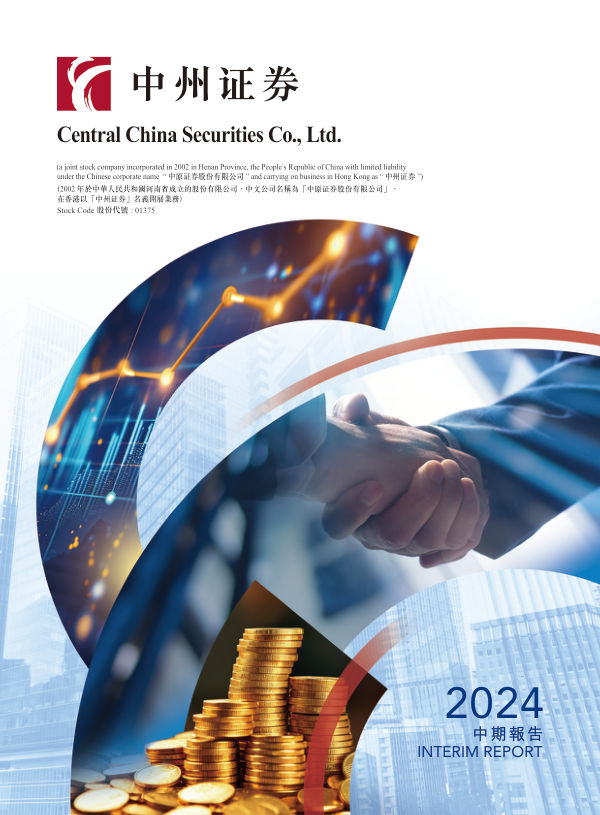 中州证券
Central China Securities Co., Ltd.
(a joint stock company incorporated in 2002 in Henan Province, the People's Republic of China with limited liability
under the Chinese corporate name “中原证券股份有限公司” and carrying on business in Hong Kong as “中州证券”)
(2002 年於中華人民共和國河南省成立的股份有限公司，中文公司名稱為「中原证券股份有限公司」，
在香港以「中州证券」名義開展業務)
Stock Code 股份代號 : 01375
2024
中期報告
INTERIM REPORT